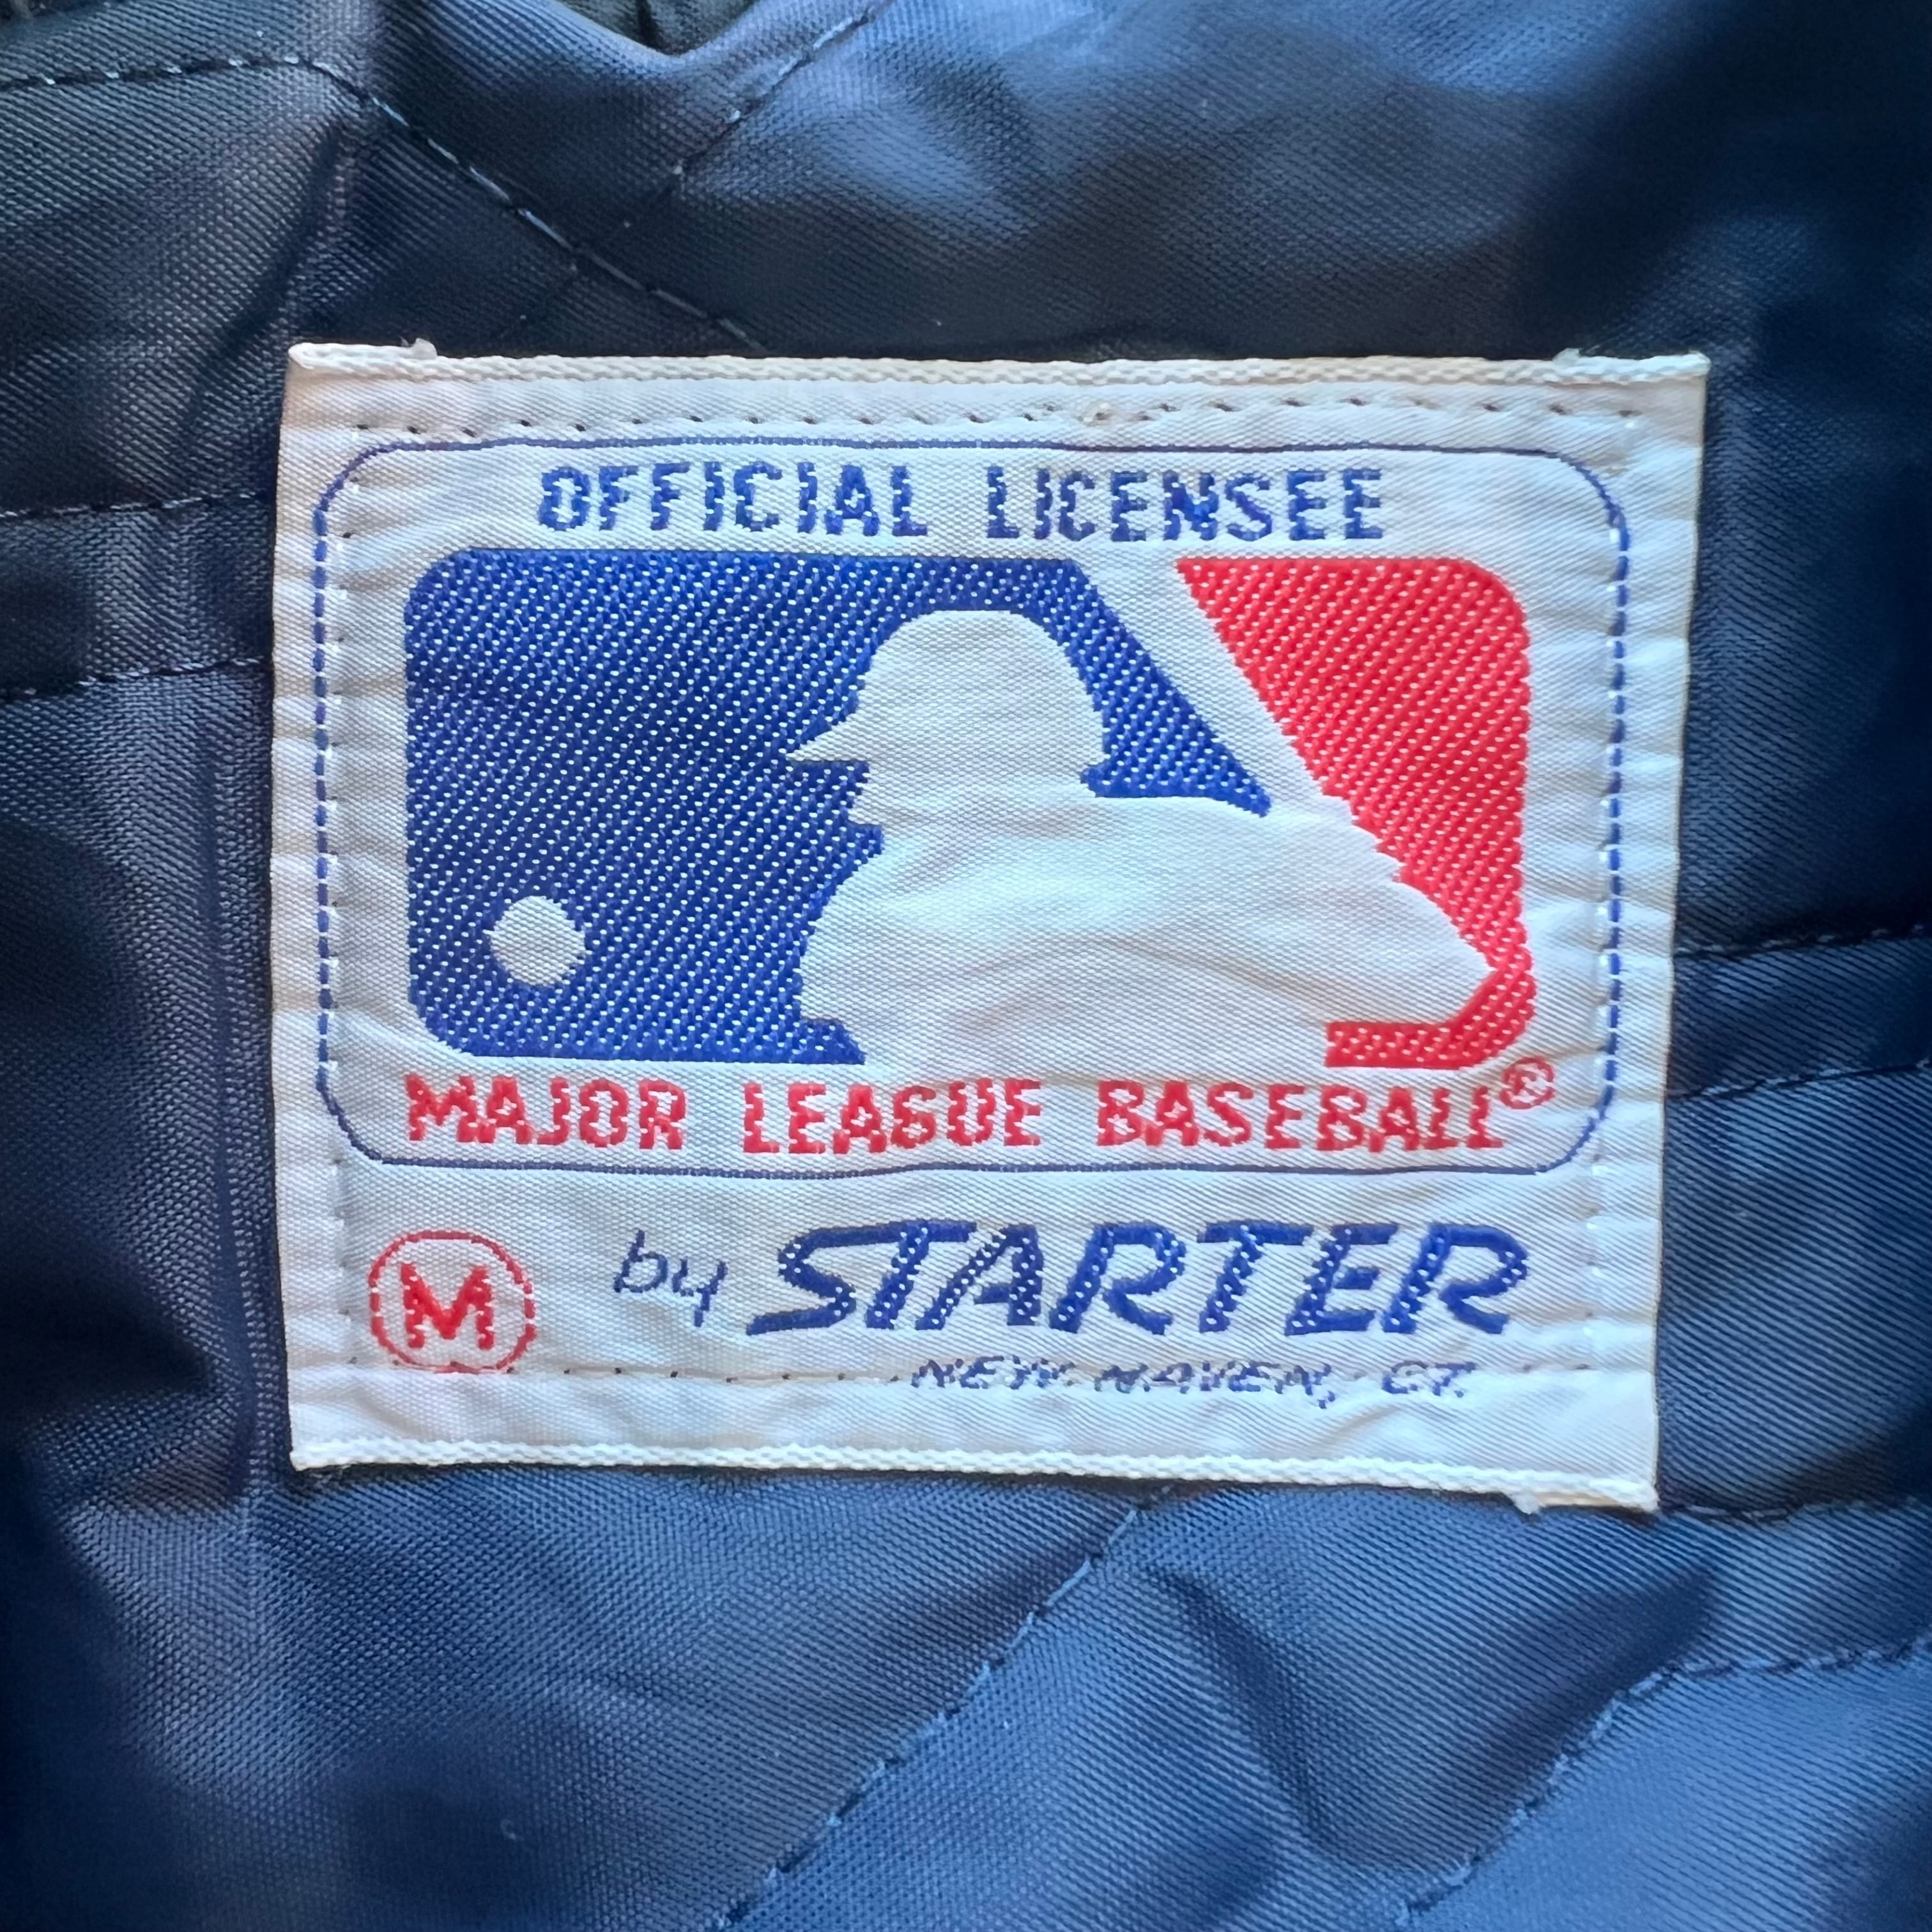 OFFICIAL LICENSEE
MAJOR LEAGUE BASEBALL®
M by STARTER
NEW HAVEN, CT.